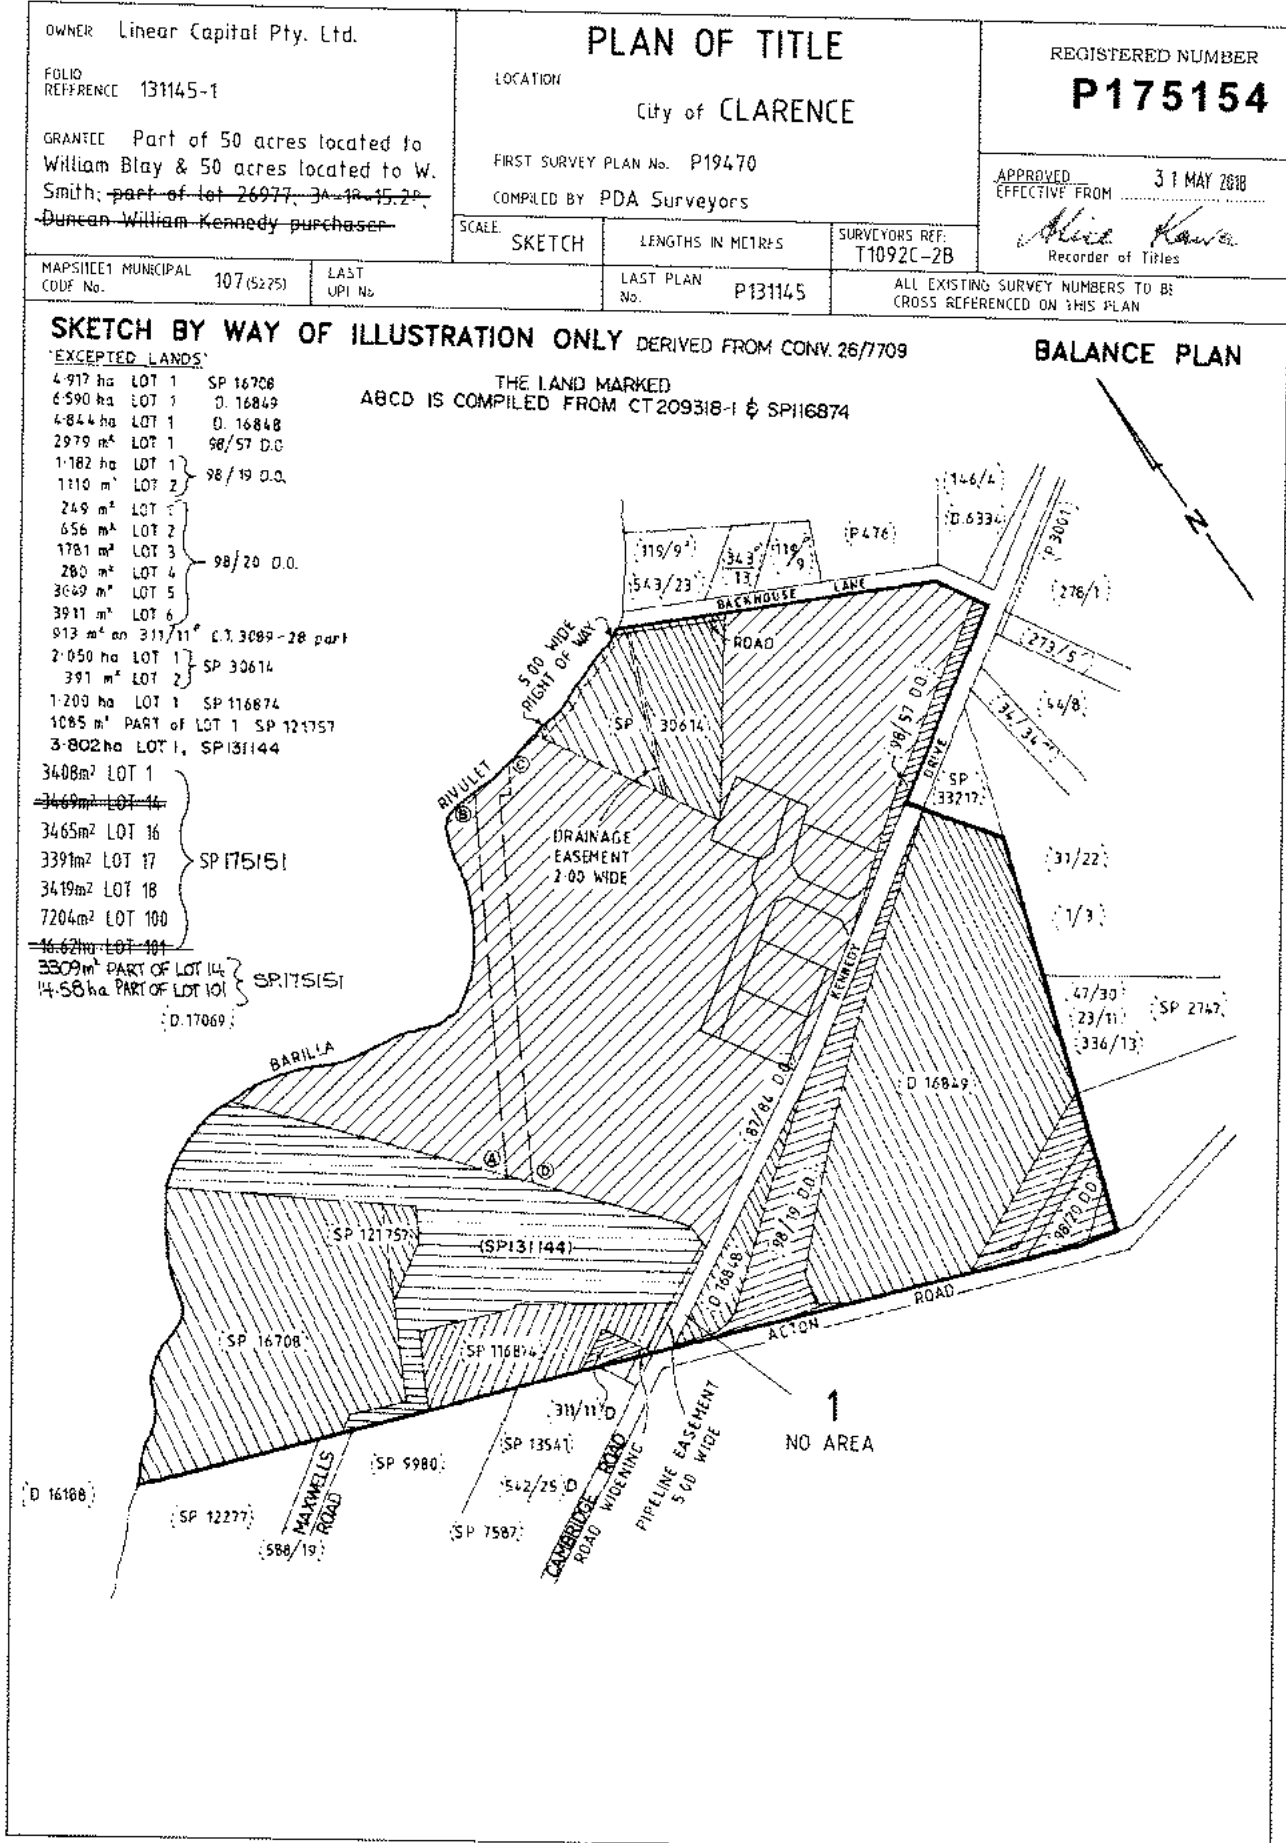 OWNER Linear Capital Pty. Ltd.
FOLIO
REFERENCE 131145-1
GRANTEE Part of 50 acres located to
William Blay & 50 acres located to W.
Smith; part of lot 26977, 3A-1R-15.2P,
Duncan William Kennedy purchaser
PLAN OF TITLE
LOCATION
City of CLARENCE
FIRST SURVEY PLAN No. P19470
COMPILED BY PDA Surveyors
SCALE SKETCH
LENGTHS IN METRES
SURVEYORS REF:
T1092C-2B
REGISTERED NUMBER
P175154
APPROVED
EFFECTIVE FROM 31 MAY 2018
Alice Kawa
Recorder of Titles
MAPSHEET MUNICIPAL
CODE No. 107 (5225)
LAST
UPI No
LAST PLAN
No. P131145
ALL EXISTING SURVEY NUMBERS TO BE
CROSS REFERENCED ON THIS PLAN
SKETCH BY WAY OF ILLUSTRATION ONLY DERIVED FROM CONV. 26/7709
BALANCE PLAN
THE LAND MARKED
ABCD IS COMPILED FROM CT209318-1 & SP116874
"EXCEPTED LANDS"
4.917 ha LOT 1 SP 16708
6.590 ha LOT 1 D. 16849
4.844 ha LOT 1 D. 16848
2979 m² LOT 1 98/57 D.O
1.182 ha LOT 1
1110 m² LOT 2
98/19 D.O.
249 m² LOT 1
656 m² LOT 2
1781 m² LOT 3
280 m² LOT 4
3649 m² LOT 5
3911 m² LOT 6
98/20 D.O.
913 m² on 311/11D C.T. 3089-28 part
2.050 ha LOT 1
391 m² LOT 2
SP 30614
1.200 ha LOT 1 SP 116874
1085 m² PART of LOT 1 SP 121757
3.802ha LOT 1, SP131144
3408m² LOT 1
3469m² LOT 14
3465m² LOT 16
3391m² LOT 17
3419m² LOT 18
7204m² LOT 100
16.62ha LOT 101
SP 175151
3309m² PART OF LOT 14
14.58ha PART OF LOT 101
SP.175151
(D.17069)
N
(146/4)
(D.6334)
(P476)
(P3001)
(278/1)
(273/5)
(44/8)
(34/34)
(119/9)
(543/23)
343
13
119
9
BACKHOUSE LANE
ROAD
5.00 WIDE
RIGHT OF WAY
(SP 30614)
98/57 D.O.
DRIVE
SP
33217
RIVULET
B
C
DRAINAGE
EASEMENT
2.00 WIDE
(31/22)
(1/3)
KENNEDY
47/30
23/11
(336/13)
(SP 2747)
BARILLA
(D 16849)
(87/64 D.O)
A
D
98/19 D.O.
98/20 D.O
SP 121757
(SP131144)
D 16848
ROAD
ACTON
(SP 16708)
(SP 116874)
(311/11)D
1
NO AREA
(SP 13541)
(542/25)D
(SP 7587)
(SP 9980)
MAXWELLS
ROAD
(588/19)
(SP 12277)
(D 16188)
CAMBRIDGE ROAD
ROAD WIDENING
PIPELINE EASEMENT
5.00 WIDE